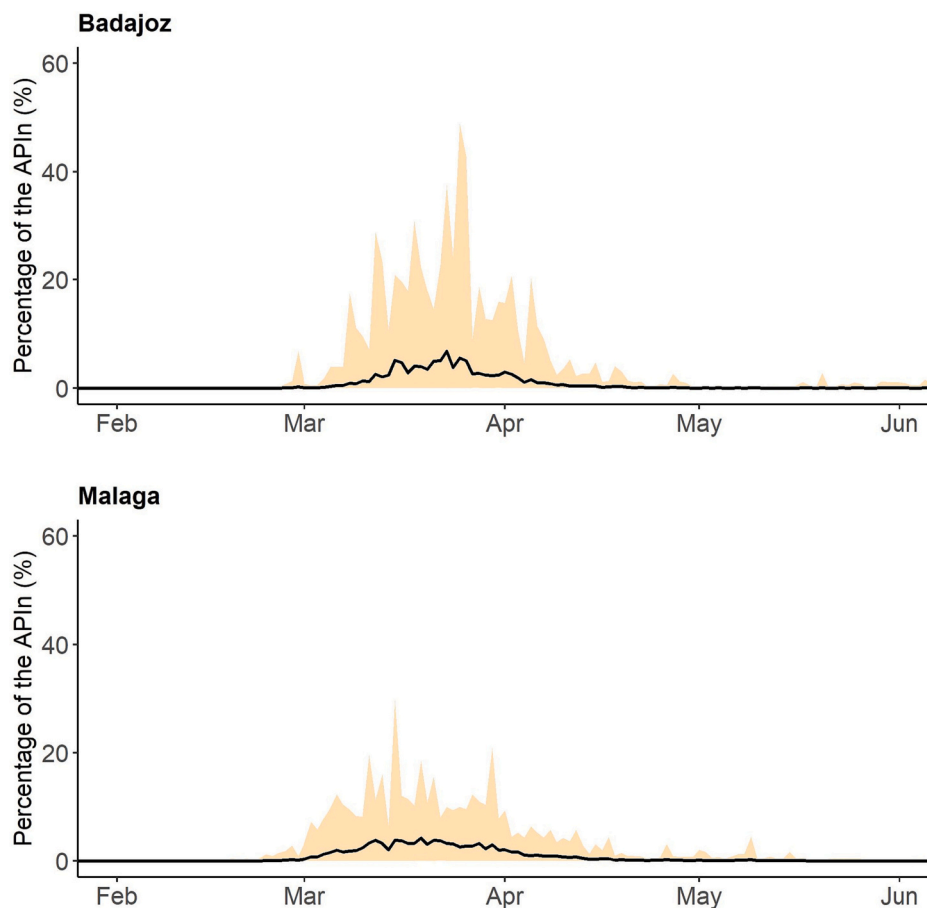 Badajoz
Percentage of the APIn (%)
60
40
20
0
Feb Mar Apr May Jun
Malaga
Percentage of the APIn (%)
60
40
20
0
Feb Mar Apr May Jun